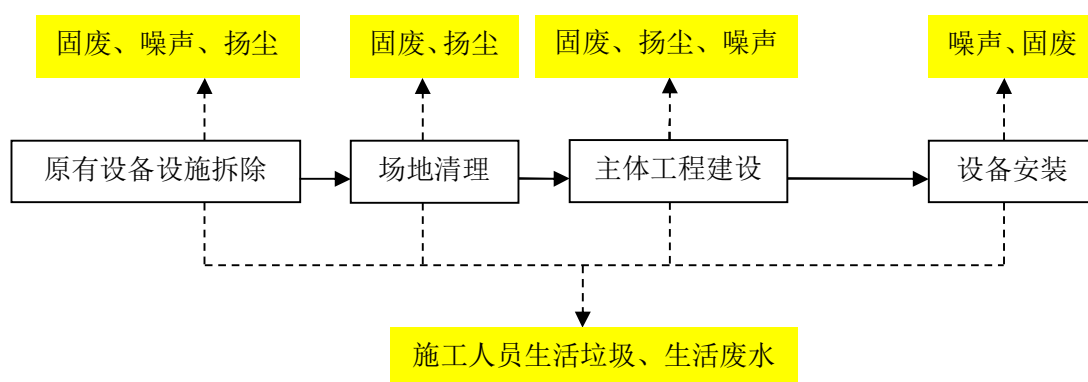 固废、噪声、扬尘
固废、扬尘
固废、扬尘、噪声
噪声、固废
原有设备设施拆除
场地清理
主体工程建设
设备安装
施工人员生活垃圾、生活废水